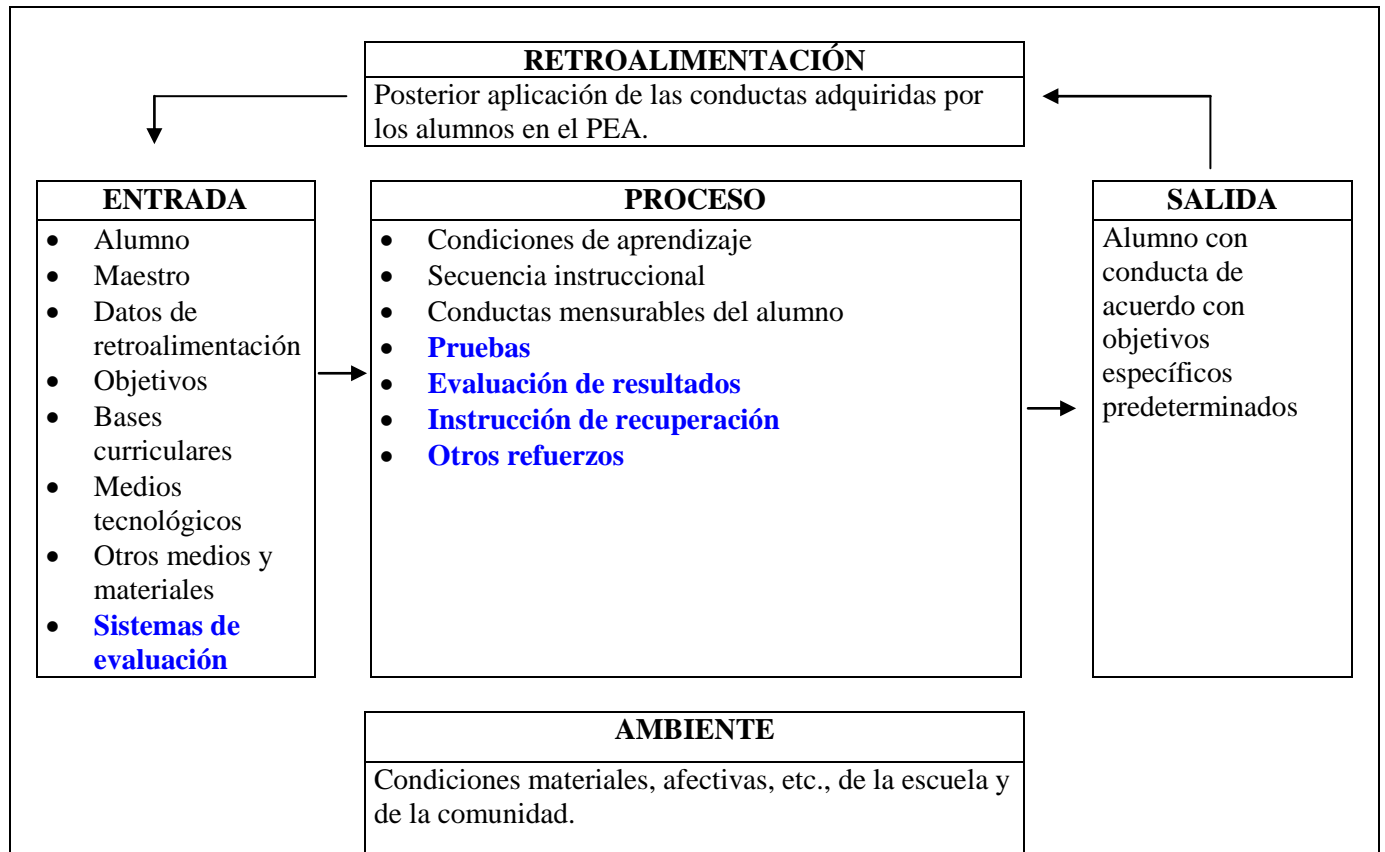 RETROALIMENTACIÓN
Posterior aplicación de las conductas adquiridas por
los alumnos en el PEA.
ENTRADA
• Alumno
• Maestro
• Datos de
retroalimentación
• Objetivos
• Bases
curriculares
• Medios
tecnológicos
• Otros medios y
materiales
• Sistemas de
evaluación
PROCESO
• Condiciones de aprendizaje
• Secuencia instruccional
• Conductas mensurables del alumno
• Pruebas
• Evaluación de resultados
• Instrucción de recuperación
• Otros refuerzos
SALIDA
Alumno con
conducta de
acuerdo con
objetivos
específicos
predeterminados
AMBIENTE
Condiciones materiales, afectivas, etc., de la escuela y
de la comunidad.